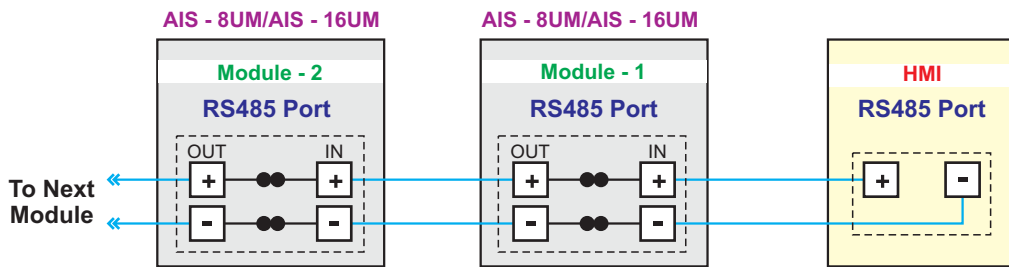 AIS - 8UM/AIS - 16UM
AIS - 8UM/AIS - 16UM
Module - 2
Module - 1
HMI
RS485 Port
RS485 Port
RS485 Port
OUT
IN
OUT
IN
+
+
+
+
+
-
To Next
Module
-
-
-
-